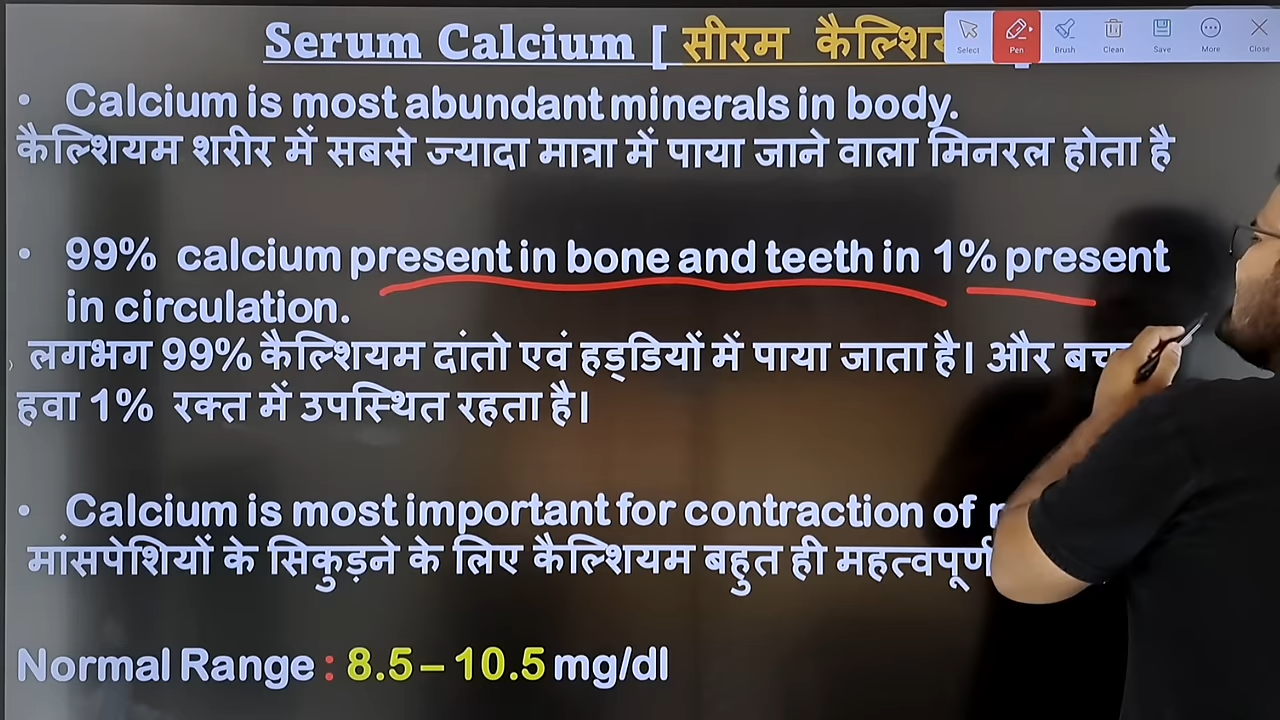 Serum Calcium [ सीरम कैल्शिय
Select Pen Brush Clean Save More Close
• Calcium is most abundant minerals in body.
कैल्शियम शरीर में सबसे ज्यादा मात्रा में पाया जाने वाला मिनरल होता है
• 99% calcium present in bone and teeth in 1% present
in circulation.
लगभग 99% कैल्शियम दांतो एवं हड्डियों में पाया जाता है। और बच
हवा 1% रक्त में उपस्थित रहता है।
• Calcium is most important for contraction of
मांसपेशियों के सिकुड़ने के लिए कैल्शियम बहुत ही महत्वपूर्ण
Normal Range : 8.5 – 10.5 mg/dl